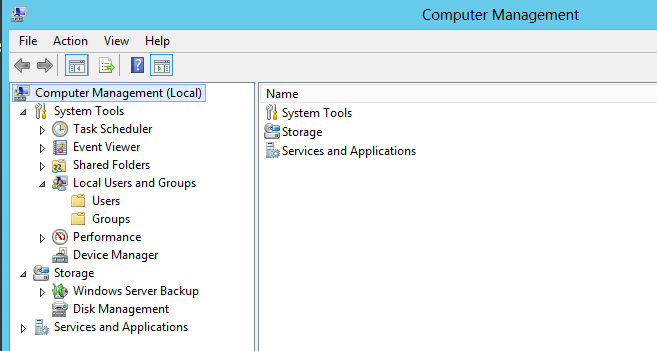 Computer Management
File Action View Help
Computer Management (Local)
System Tools
Task Scheduler
Event Viewer
Shared Folders
Local Users and Groups
Users
Groups
Performance
Device Manager
Storage
Windows Server Backup
Disk Management
Services and Applications
Name
System Tools
Storage
Services and Applications